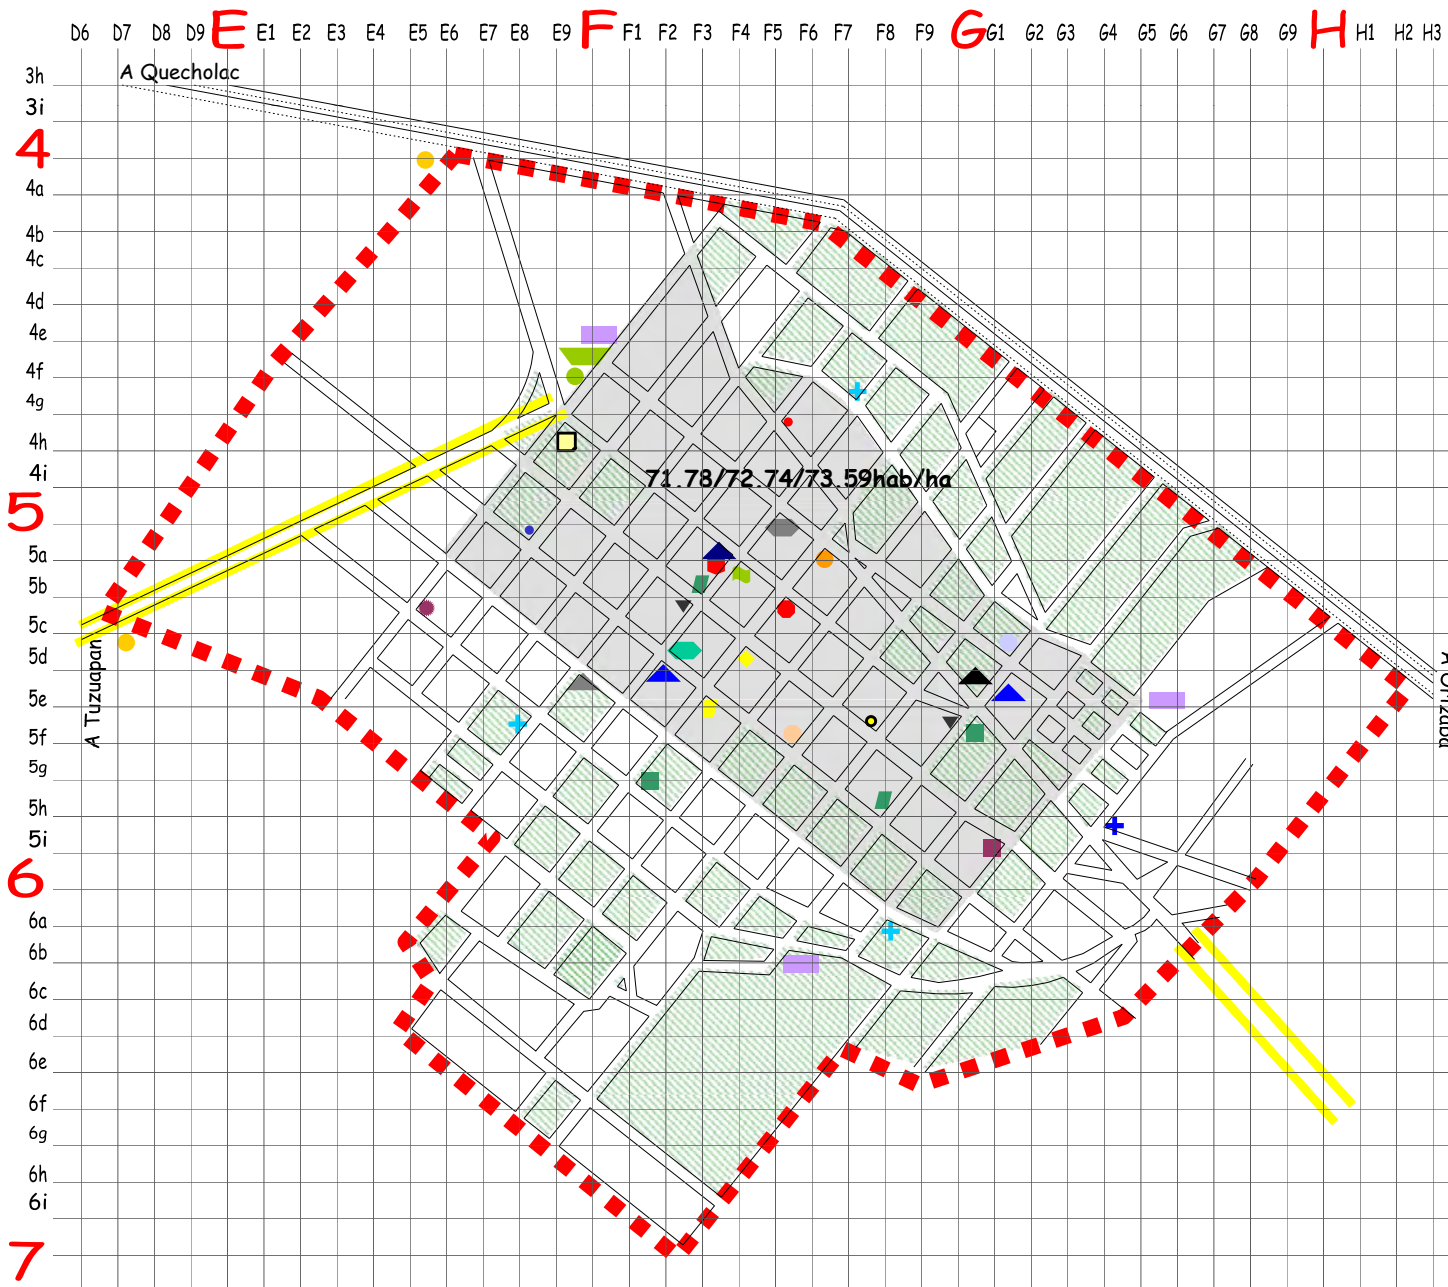 D6 D7 D8 D9 E E1 E2 E3 E4 E5 E6 E7 E8 E9 F F1 F2 F3 F4 F5 F6 F7 F8 F9 G G1 G2 G3 G4 G5 G6 G7 G8 G9 H H1 H2 H3
3h
A Quecholac
3i
4
4a
4b
4c
4d
4e
4f
4g
4h
4i
71.78/72.74/73.59hab/ha
5
5a
5b
5c
5d
A Tuzuapan
A Orizaba
5e
5f
5g
5h
5i
6
6a
6b
6c
6d
6e
6f
6g
6h
6i
7